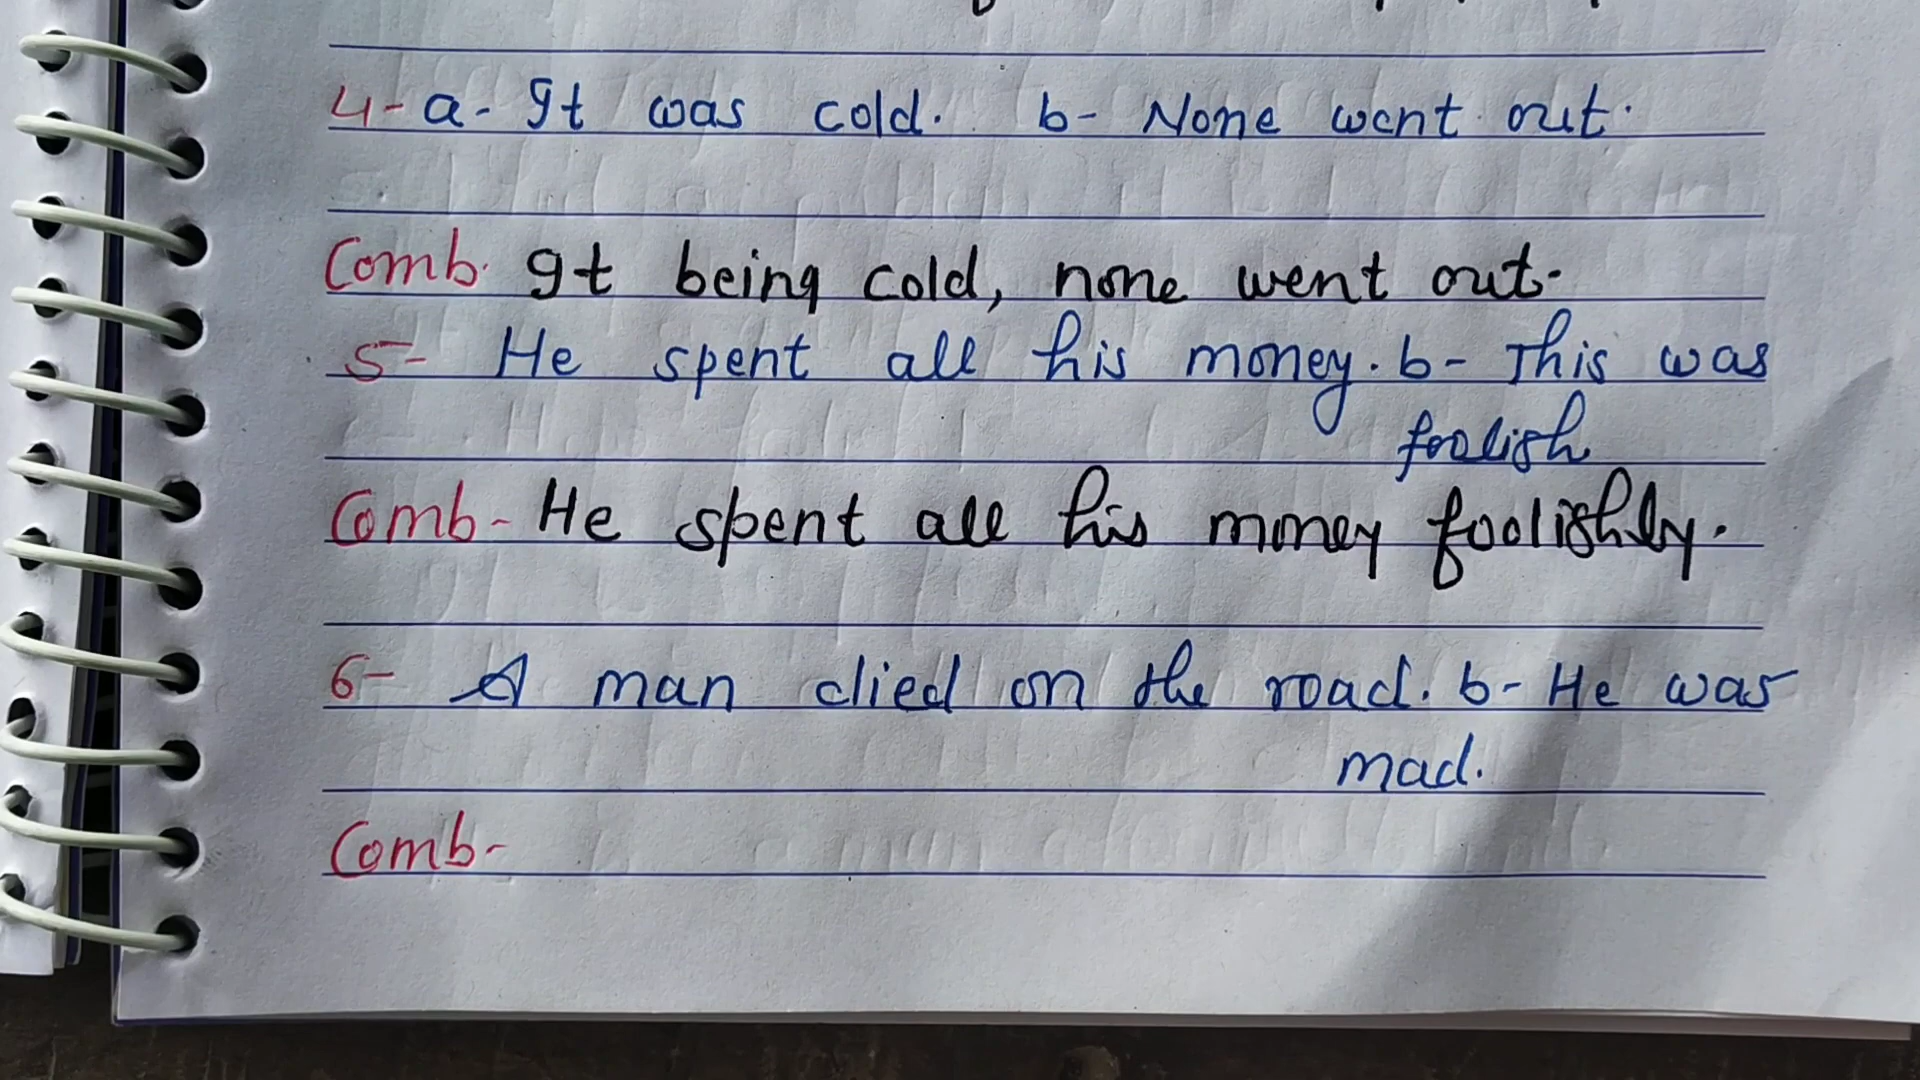 4- a- It was cold. b- None went out.
Comb. It being cold, none went out.
5- He spent all his money. b- This was
foolish
Comb- He spent all his money foolishly.
6- A man died on the road. b- He was
mad.
Comb-